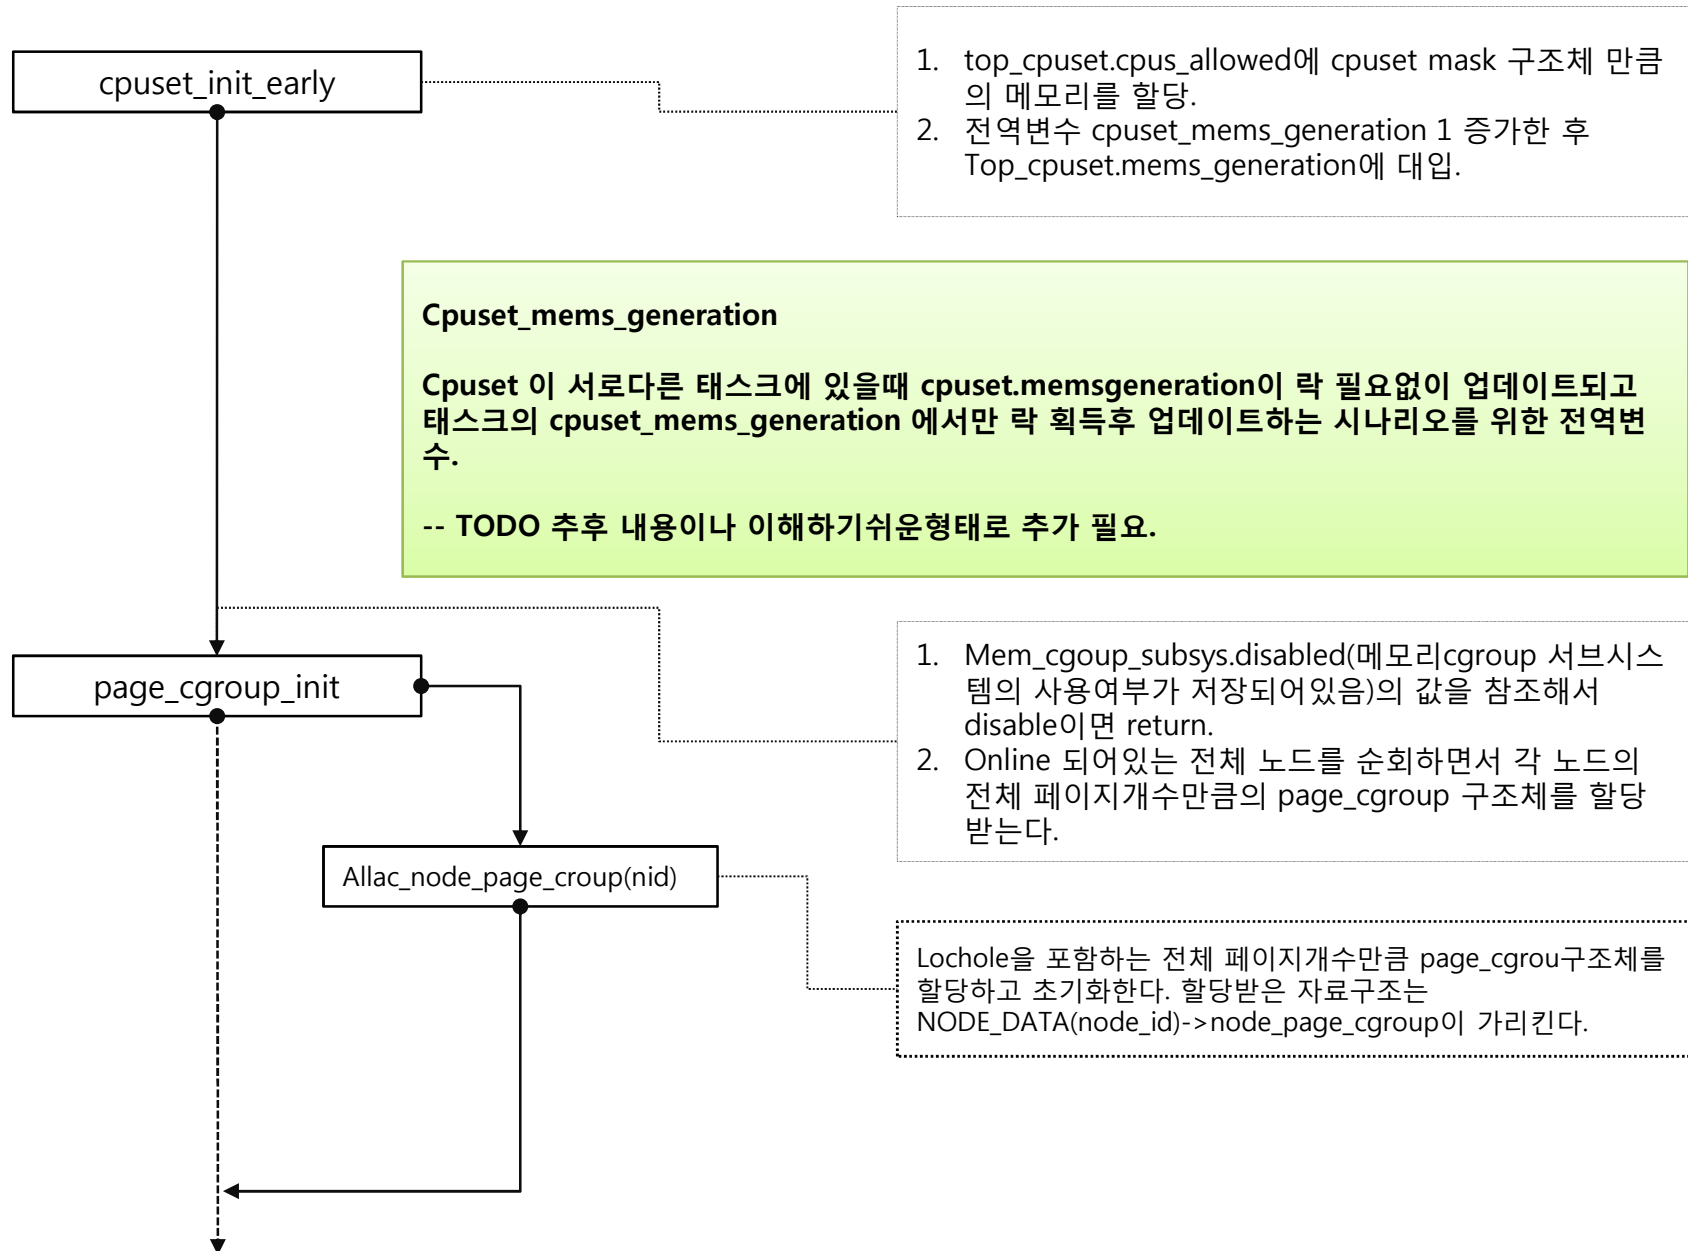 cpuset_init_early
1. top_cpuset.cpus_allowed에 cpuset mask 구조체 만큼
의 메모리를 할당.
2. 전역변수 cpuset_mems_generation 1 증가한 후
Top_cpuset.mems_generation에 대입.
Cpuset_mems_generation
Cpuset 이 서로다른 태스크에 있을때 cpuset.memsgeneration이 락 필요없이 업데이트되고
태스크의 cpuset_mems_generation 에서만 락 획득후 업데이트하는 시나리오를 위한 전역변
수.
-- TODO 추후 내용이나 이해하기쉬운형태로 추가 필요.
page_cgroup_init
1. Mem_cgoup_subsys.disabled(메모리cgroup 서브시스
템의 사용여부가 저장되어있음)의 값을 참조해서
disable이면 return.
2. Online 되어있는 전체 노드를 순회하면서 각 노드의
전체 페이지개수만큼의 page_cgroup 구조체를 할당
받는다.
Allac_node_page_croup(nid)
Lochole을 포함하는 전체 페이지개수만큼 page_cgrou구조체를
할당하고 초기화한다. 할당받은 자료구조는
NODE_DATA(node_id)->node_page_cgroup이 가리킨다.